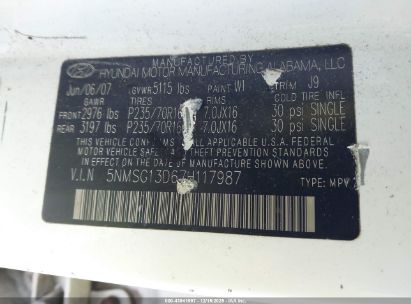 MANUFACTURED BY
HYUNDAI MOTOR MANUFACTURING ALABAMA, LLC
Jun/06/07 GVWR 5115 lbs PAINT W1 TRIM J9
GAWR TIRES COLD TIRE INFL
FRONT 2976 lbs P235/70R16 7.0JX16 30 psi SINGLE
REAR 3197 lbs P235/70R16 7.0JX16 30 psi SINGLE
THIS VEHICLE CONFORMS TO ALL APPLICABLE U.S. FEDERAL
MOTOR VEHICLE SAFETY AND THEFT
PREVENTION STANDARDS IN EFFECT ON THE DATE OF
MANUFACTURE SHOWN ABOVE.
V.I.N 5NMSG13D67H117987 TYPE: MPV